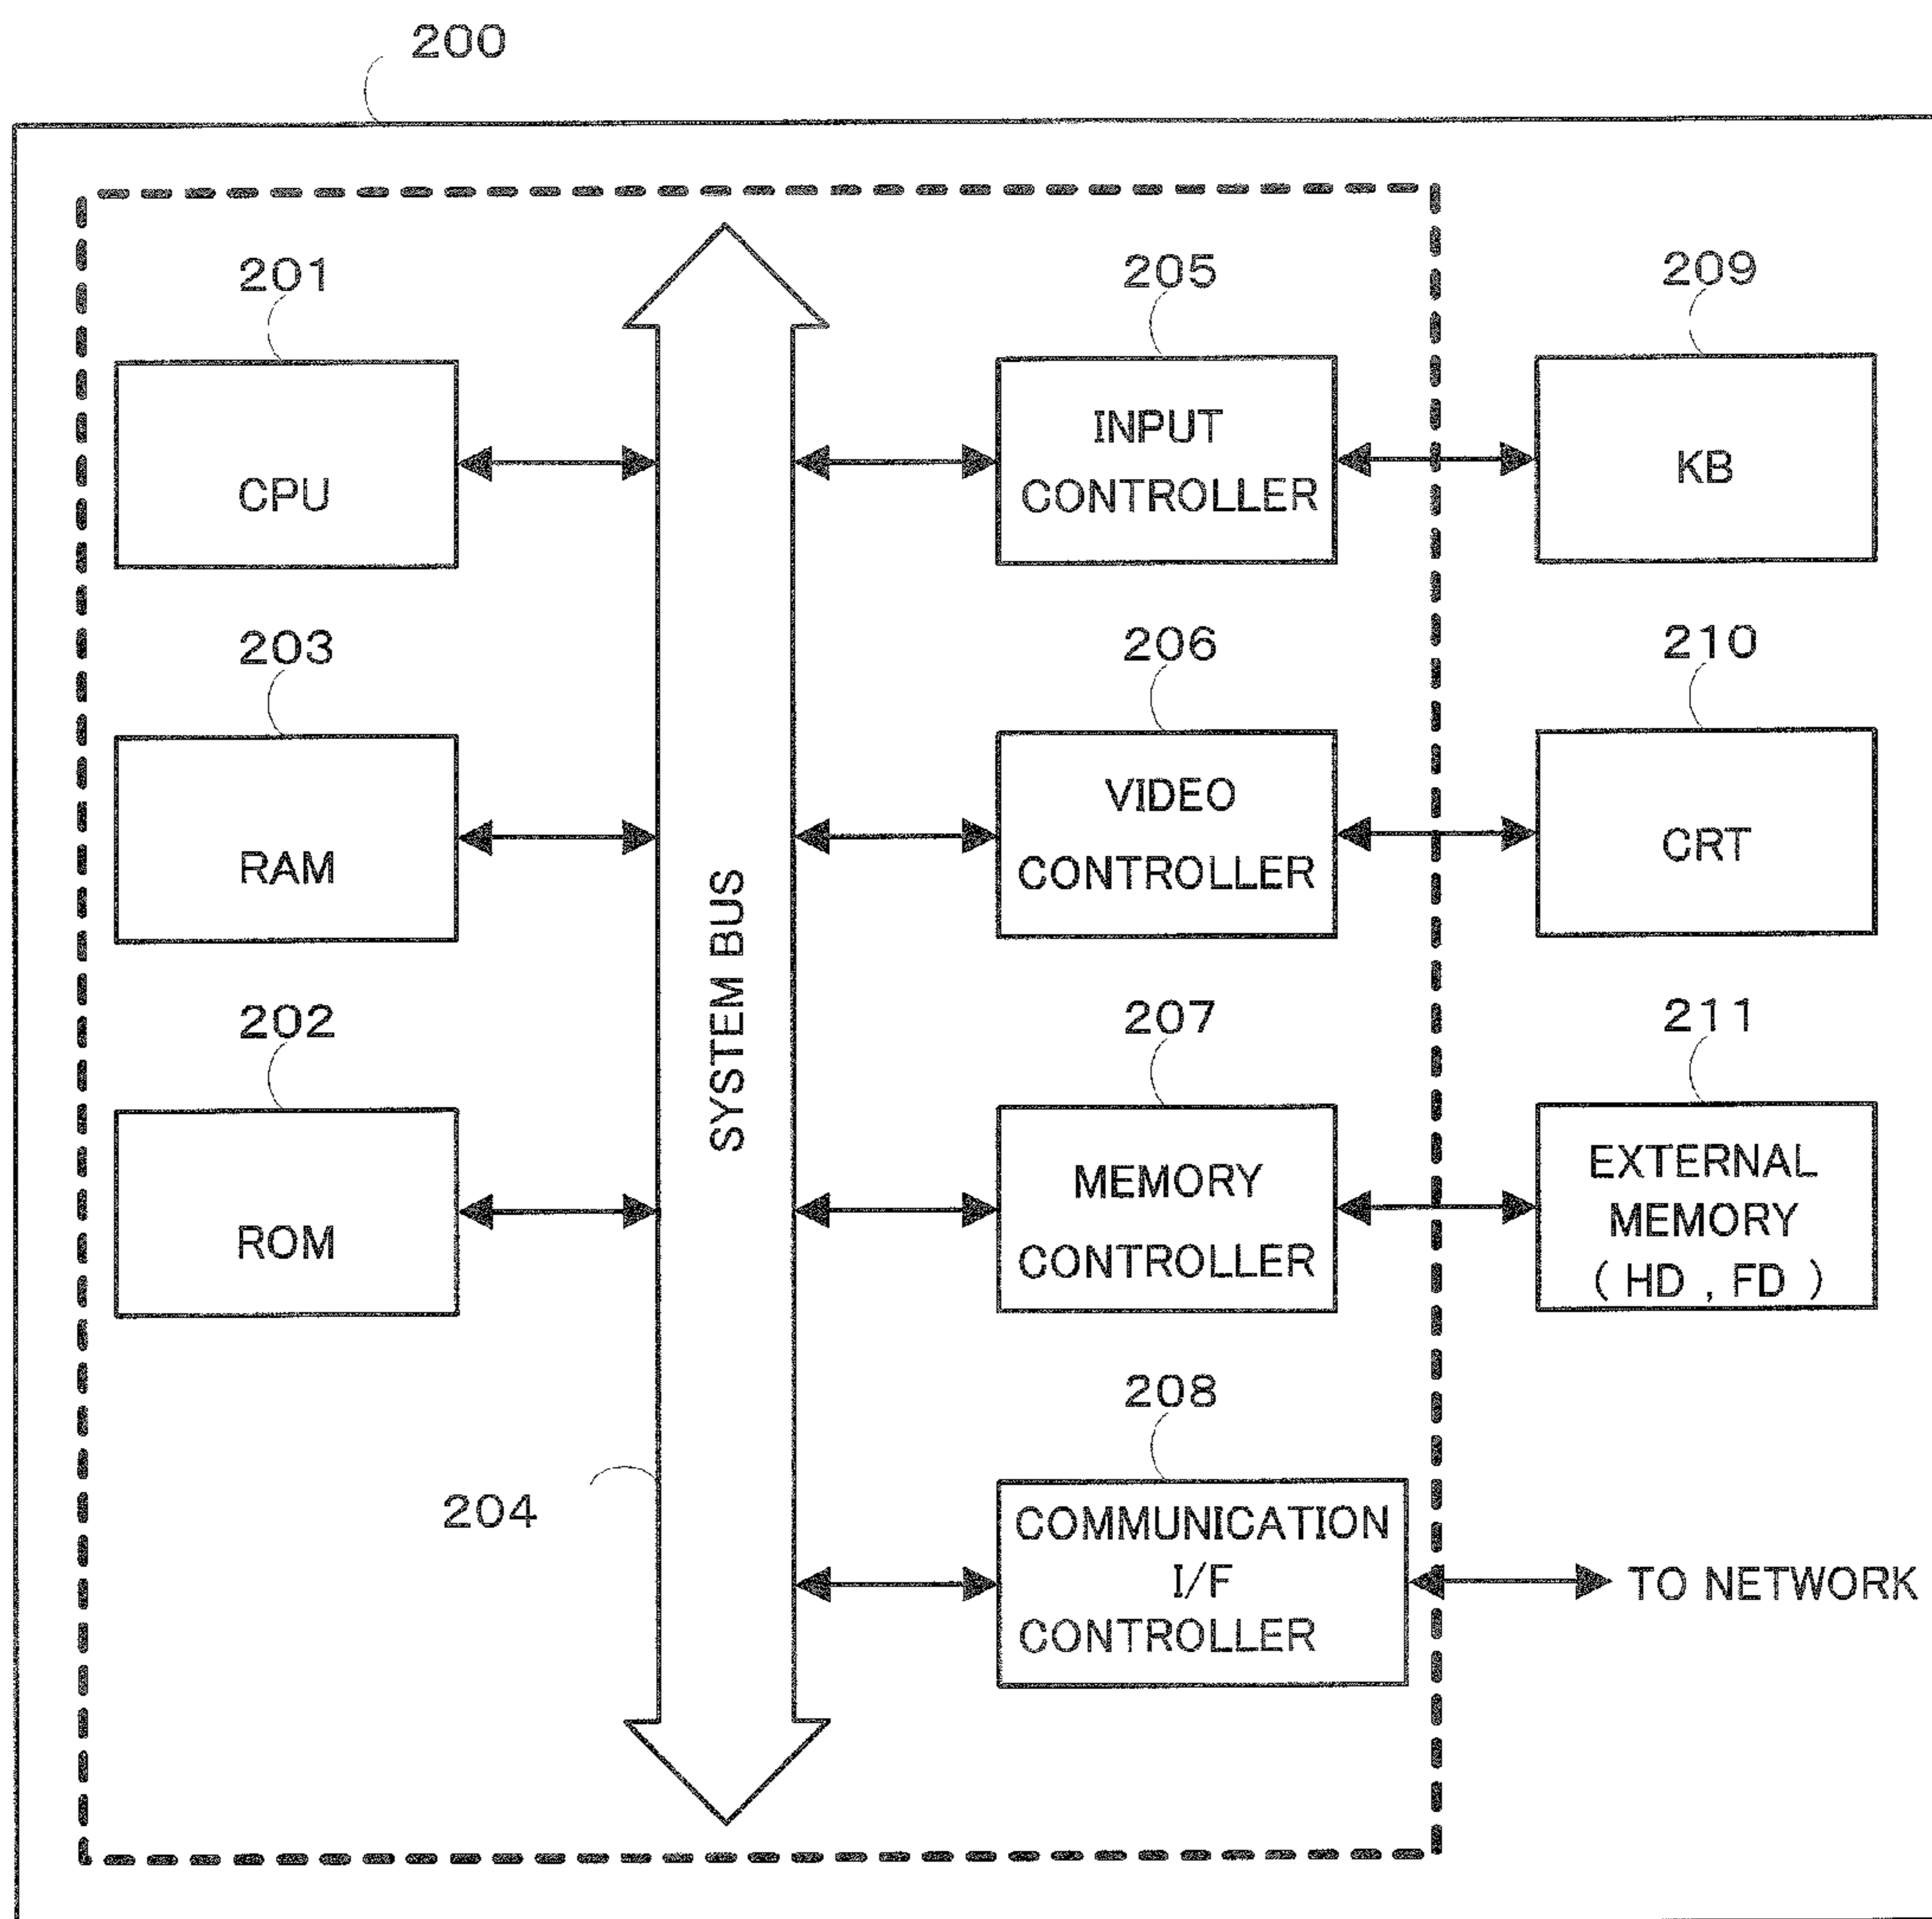 200
201
CPU
203
RAM
202
ROM
SYSTEM BUS
204
205
INPUT
CONTROLLER
206
VIDEO
CONTROLLER
207
MEMORY
CONTROLLER
208
COMMUNICATION
I/F
CONTROLLER
209
KB
210
CRT
211
EXTERNAL
MEMORY
( HD , FD )
TO NETWORK